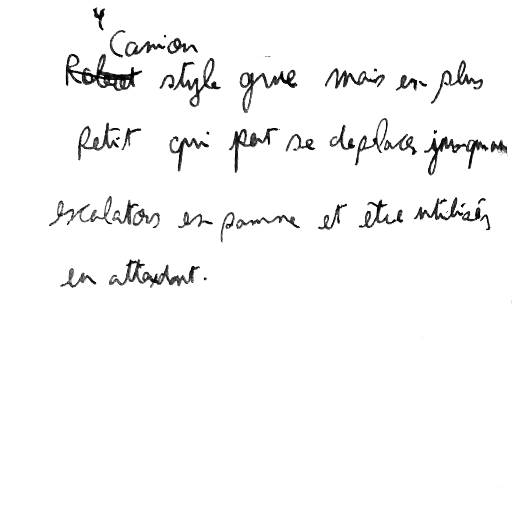 4
Camion
Robot style grue mais en plus
Petit qui peut se deplacer jusqu'aux
escalators en panne et être utilisés
en attendant.